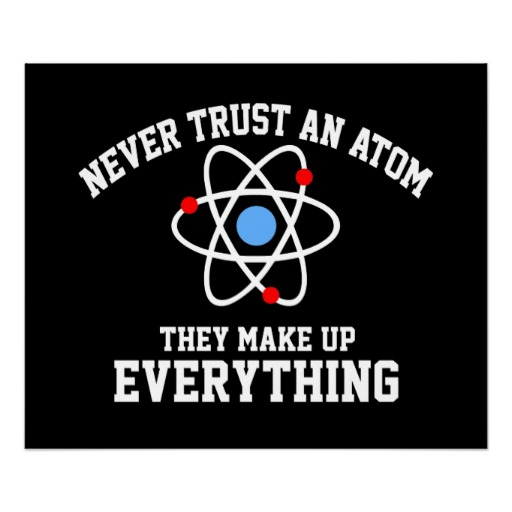 NEVER TRUST AN ATOM
THEY MAKE UP
EVERYTHING